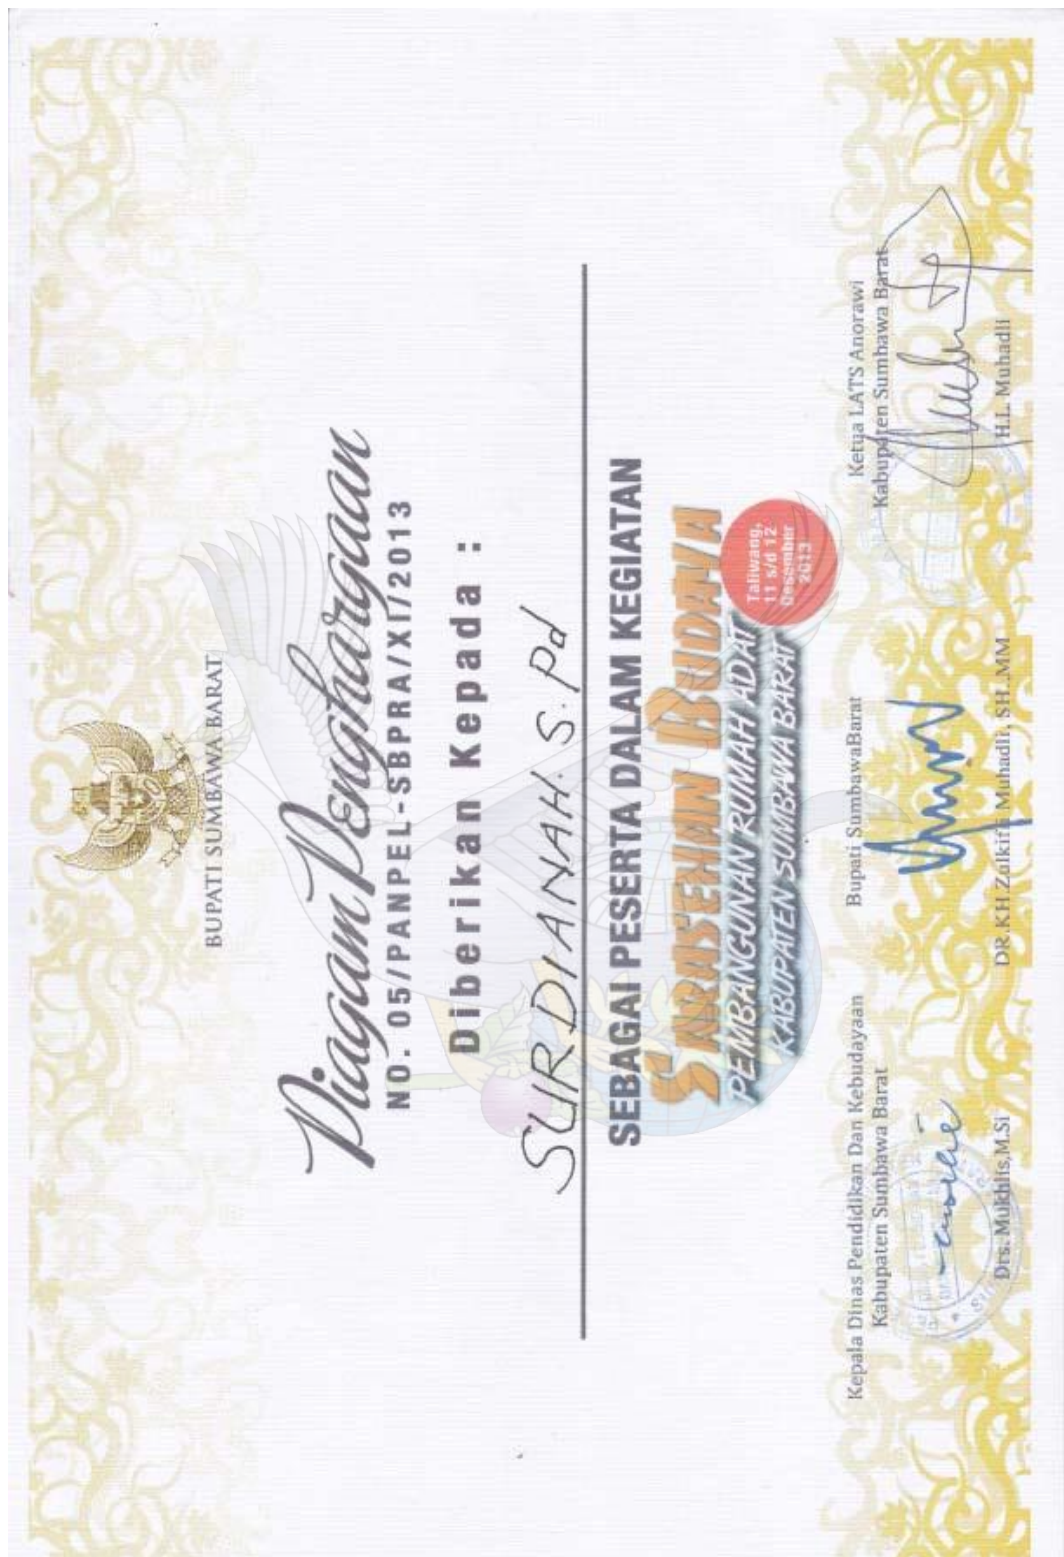 BUPATI SUMBAWA BARAT
Piagam Penghargaan
NO. 05/PANPEL-SBPRA/XI/2013
Diberikan Kepada :
SURDIANAH. S.Pd
SEBAGAI PESERTA DALAM KEGIATAN
SARASEHAN BUDAYA
PEMBANGUNAN RUMAH ADAT
KABUPATEN SUMBAWA BARAT
Taliwang,
11 s/d 12
Desember
2013
Kepala Dinas Pendidikan Dan Kebudayaan
Kabupaten Sumbawa Barat
Drs. Mukhlis,M.Si
Bupati SumbawaBarat
DR.KH.Zulkifli Muhadli, SH.,MM
Ketua LATS Anorawi
Kabupaten Sumbawa Barat
H.L. Muhadli